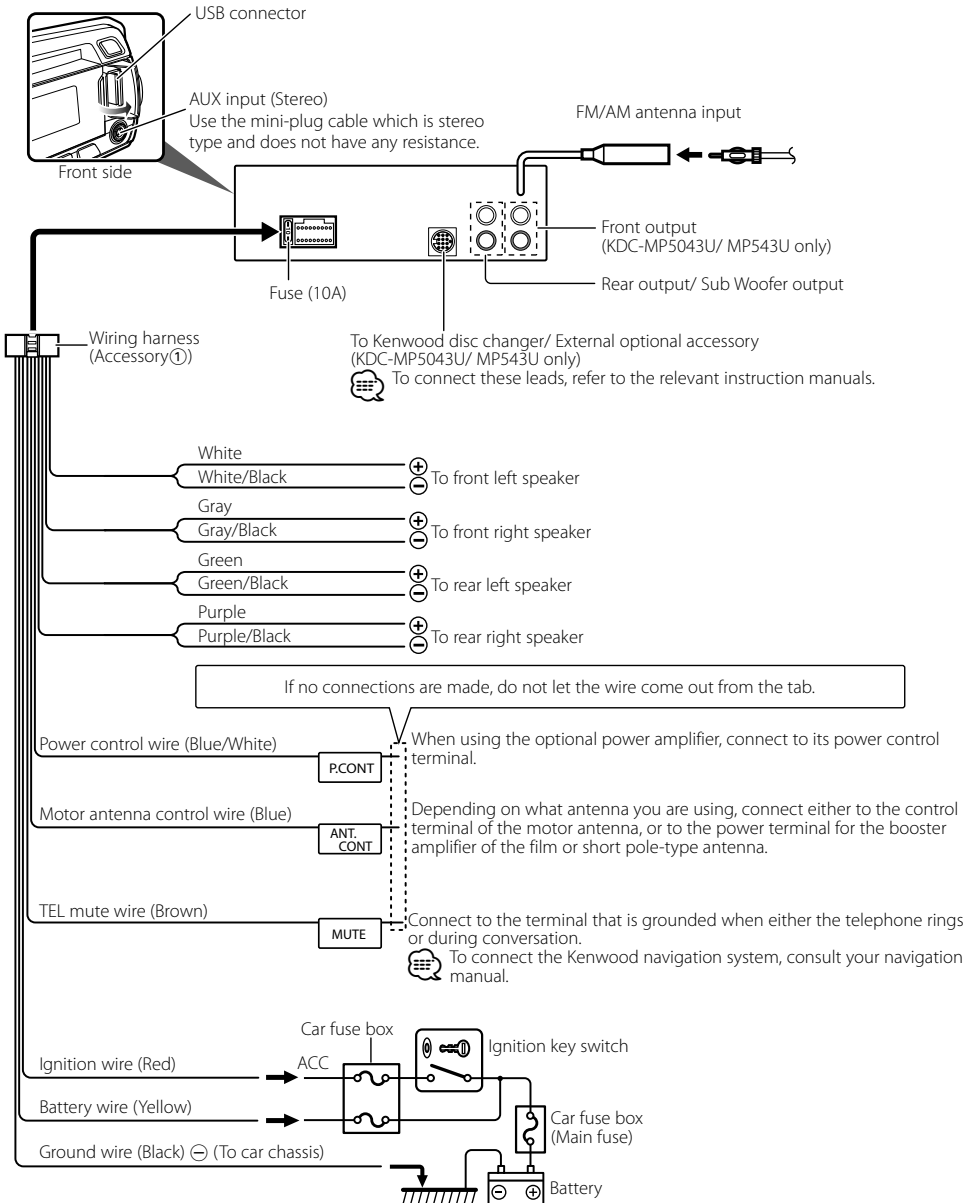 USB connector
AUX input (Stereo)
Use the mini-plug cable which is stereo
type and does not have any resistance.
Front side
FM/AM antenna input
Front output
(KDC-MP5043U/ MP543U only)
Rear output/ Sub Woofer output
Fuse (10A)
Wiring harness
(Accessory①)
To Kenwood disc changer/ External optional accessory
(KDC-MP5043U/ MP543U only)
To connect these leads, refer to the relevant instruction manuals.
White
White/Black
⊕
⊖
To front left speaker
Gray
Gray/Black
⊕
⊖
To front right speaker
Green
Green/Black
⊕
⊖
To rear left speaker
Purple
Purple/Black
⊕
⊖
To rear right speaker
If no connections are made, do not let the wire come out from the tab.
Power control wire (Blue/White)
P.CONT
When using the optional power amplifier, connect to its power control
terminal.
Motor antenna control wire (Blue)
ANT.
CONT
Depending on what antenna you are using, connect either to the control
terminal of the motor antenna, or to the power terminal for the booster
amplifier of the film or short pole-type antenna.
TEL mute wire (Brown)
MUTE
Connect to the terminal that is grounded when either the telephone rings
or during conversation.
To connect the Kenwood navigation system, consult your navigation
manual.
Car fuse box
Ignition key switch
Ignition wire (Red)
ACC
Battery wire (Yellow)
Car fuse box
(Main fuse)
Ground wire (Black) ⊖ (To car chassis)
⊖ ⊕
Battery